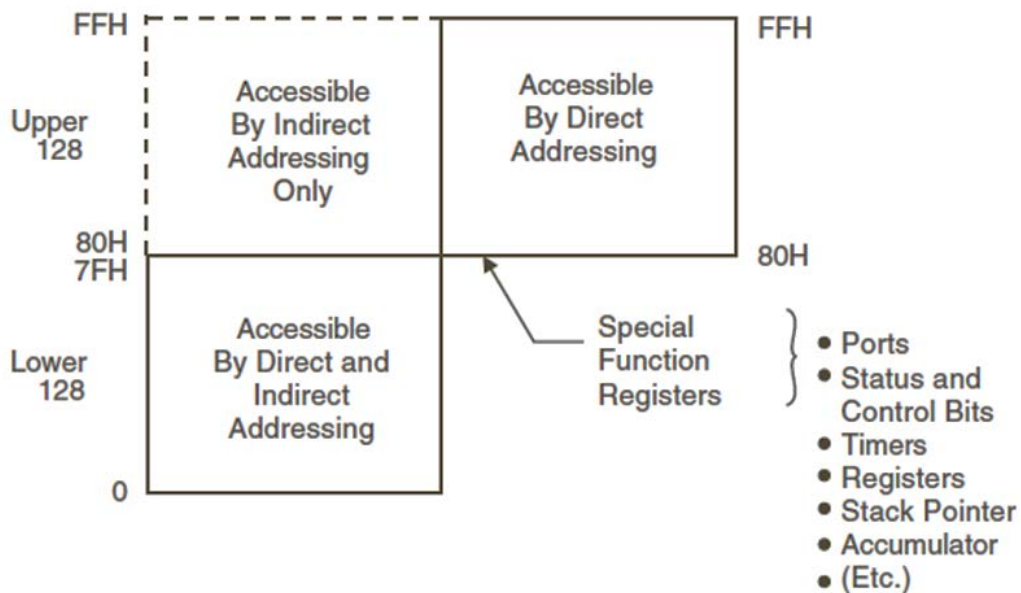 FFH
Upper
128
80H
7FH
Lower
128
0
Accessible
By Indirect
Addressing
Only
Accessible
By Direct
Addressing
FFH
80H
Accessible
By Direct and
Indirect
Addressing
Special
Function
Registers
• Ports
• Status and
Control Bits
• Timers
• Registers
• Stack Pointer
• Accumulator
• (Etc.)